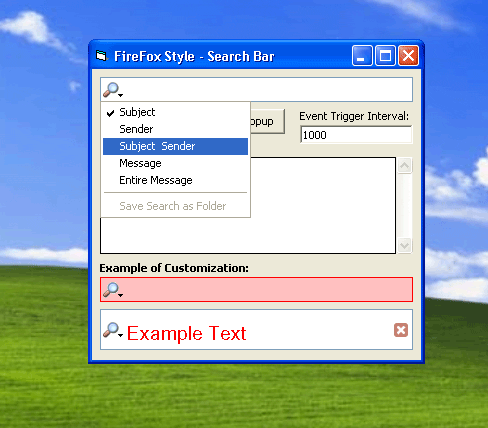 FireFox Style - Search Bar
Subject
Sender
Subject Sender
Message
Entire Message
Save Search as Folder
opup
Event Trigger Interval:
1000
Example of Customization:
Example Text